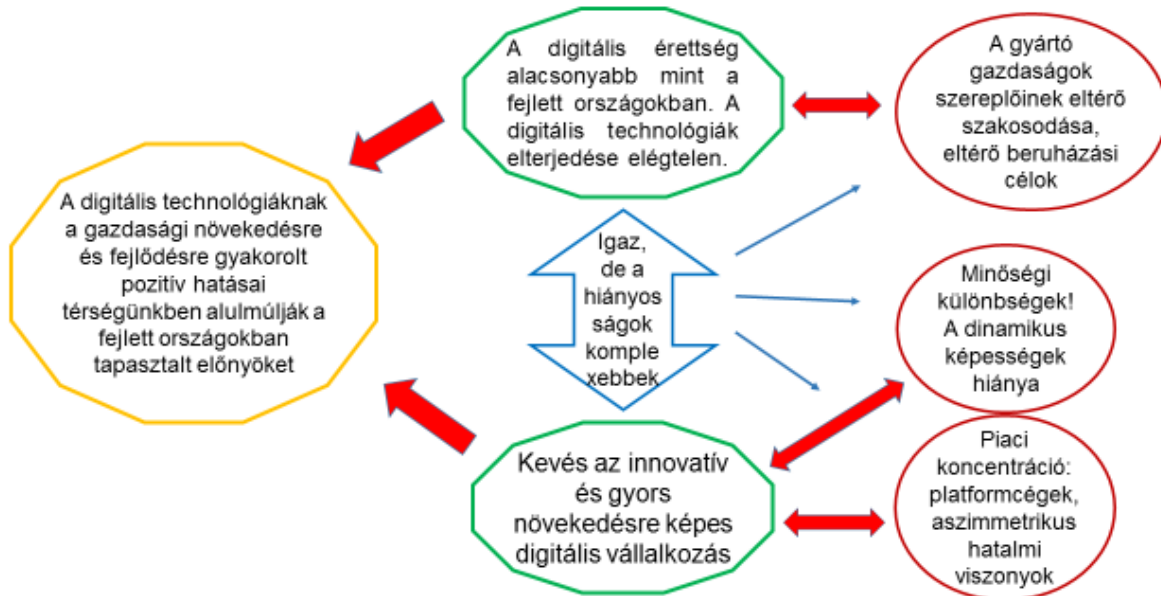 A digitális érettség
alacsonyabb mint a
fejlett országokban. A
digitális technológiák
elterjedése elégtelen.
A gyártó
gazdaságok
szereplőinek eltérő
szakosodása,
eltérő beruházási
célok
A digitális technológiáknak
a gazdasági növekedésre
és fejlődésre gyakorolt
pozitív hatásai
térségünkben alulmúlják a
fejlett országokban
tapasztalt előnyöket
Igaz,
de a
hiányos
ságok
komple
xebbek
Minőségi
különbségek!
A dinamikus
képességek
hiánya
Kevés az innovatív
és gyors
növekedésre képes
digitális vállalkozás
Piaci
koncentráció:
platformcégek,
aszimmetrikus
hatalmi
viszonyok